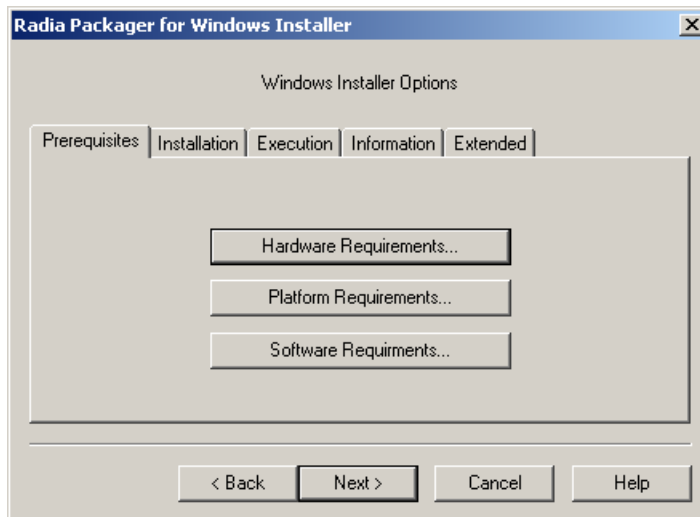 Radia Packager for Windows Installer
Windows Installer Options
Prerequisites Installation Execution Information Extended
Hardware Requirements...
Platform Requirements...
Software Requirments...
< Back Next > Cancel Help